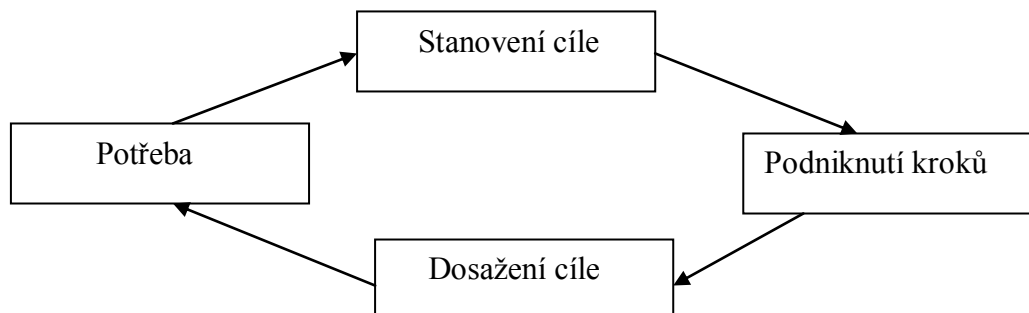 Stanovení cíle
Potřeba
Podniknutí kroků
Dosažení cíle